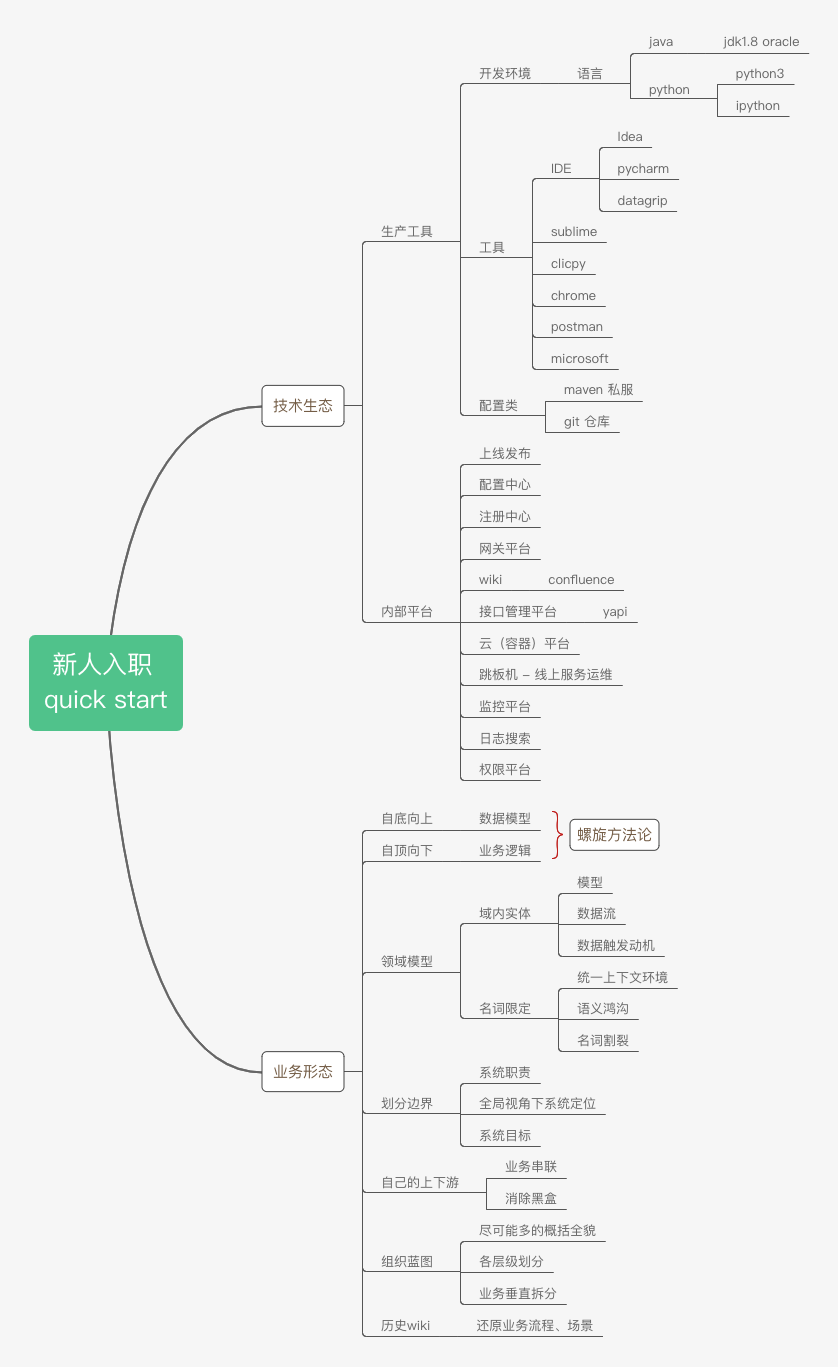 新人入职
quick start
技术生态
生产工具
开发环境
语言
java
jdk1.8 oracle
python
python3
ipython
工具
IDE
Idea
pycharm
datagrip
sublime
clicpy
chrome
postman
microsoft
配置类
maven 私服
git 仓库
内部平台
上线发布
配置中心
注册中心
网关平台
wiki
confluence
接口管理平台
yapi
云（容器）平台
跳板机 – 线上服务运维
监控平台
日志搜索
权限平台
业务形态
自底向上
数据模型
自顶向下
业务逻辑
螺旋方法论
领域模型
域内实体
模型
数据流
数据触发动机
名词限定
统一上下文环境
语义鸿沟
名词割裂
划分边界
系统职责
全局视角下系统定位
系统目标
自己的上下游
业务串联
消除黑盒
组织蓝图
尽可能多的概括全貌
各层级划分
业务垂直拆分
历史wiki
还原业务流程、场景